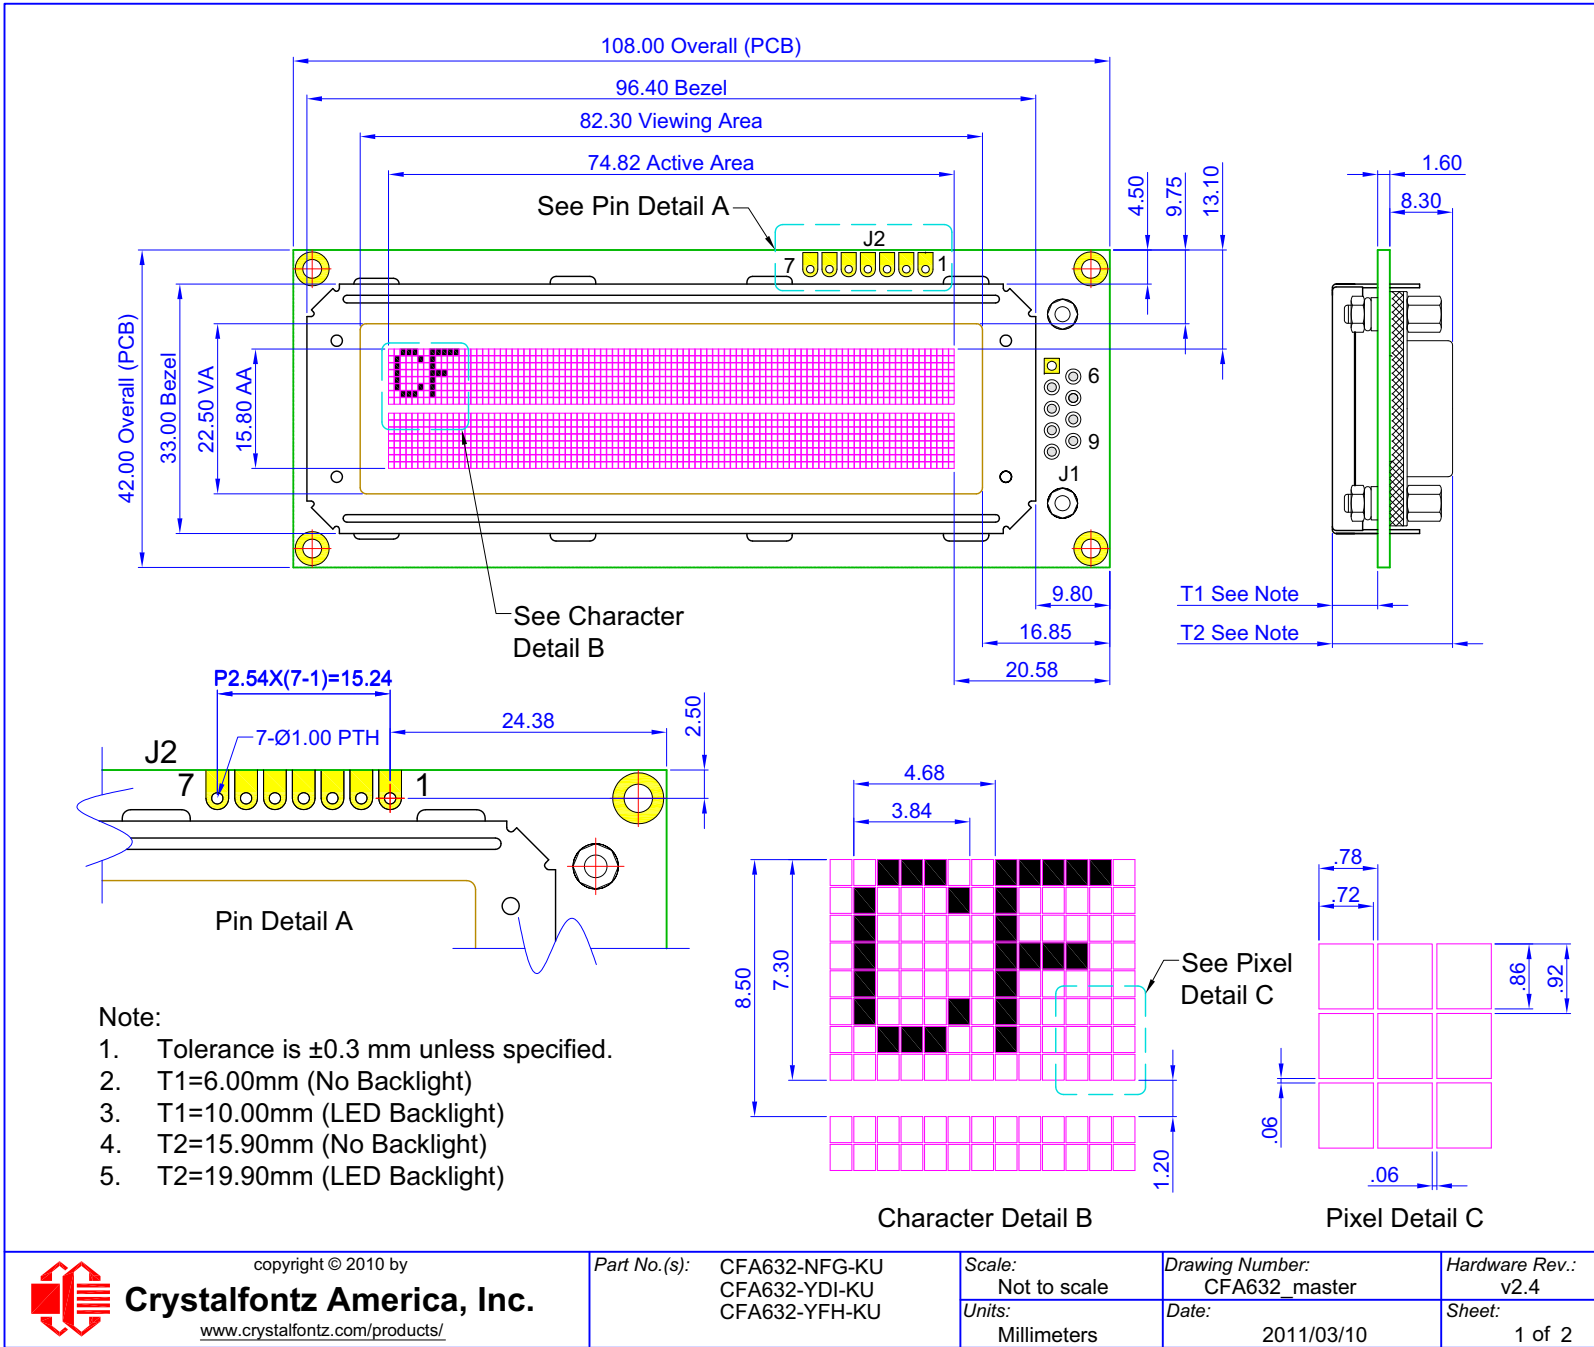 108.00 Overall (PCB)
96.40 Bezel
82.30 Viewing Area
74.82 Active Area
See Pin Detail A
J2
7
1
4.50
9.75
13.10
1.60
8.30
42.00 Overall (PCB)
33.00 Bezel
22.50 VA
15.80 AA
6
9
J1
9.80
16.85
20.58
T1 See Note
T2 See Note
See Character
Detail B
P2.54X(7-1)=15.24
24.38
2.50
7-Ø1.00 PTH
J2
7
1
Pin Detail A
4.68
3.84
8.50
7.30
1.20
See Pixel
Detail C
Character Detail B
.78
.72
.86
.92
.06
.06
Pixel Detail C
Note:
1. Tolerance is ±0.3 mm unless specified.
2. T1=6.00mm (No Backlight)
3. T1=10.00mm (LED Backlight)
4. T2=15.90mm (No Backlight)
5. T2=19.90mm (LED Backlight)
copyright © 2010 by
Crystalfontz America, Inc.
www.crystalfontz.com/products/
Part No.(s): CFA632-NFG-KU
CFA632-YDI-KU
CFA632-YFH-KU
Scale:
Not to scale
Units:
Millimeters
Drawing Number:
CFA632_master
Date:
2011/03/10
Hardware Rev.:
v2.4
Sheet:
1 of 2